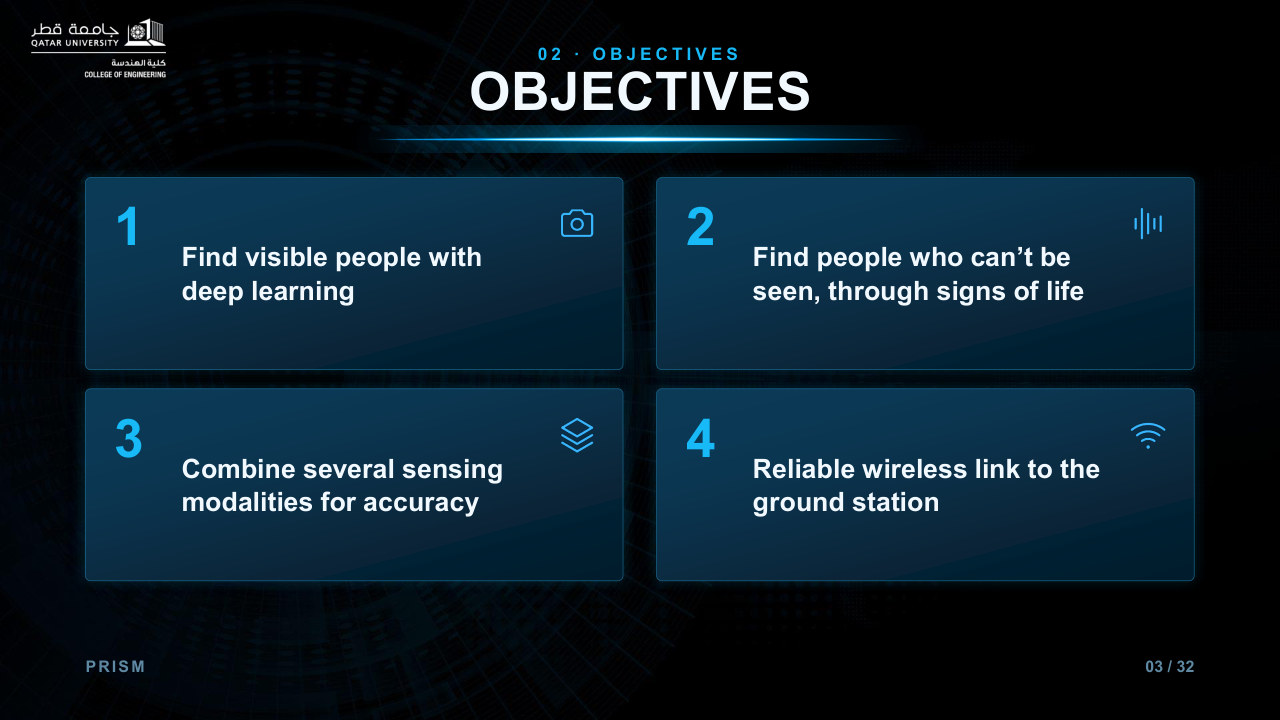 جامعة قطر
QATAR UNIVERSITY
كلية الهندسة
COLLEGE OF ENGINEERING
02 · OBJECTIVES
OBJECTIVES
1
Find visible people with
deep learning
2
Find people who can’t be
seen, through signs of life
3
Combine several sensing
modalities for accuracy
4
Reliable wireless link to the
ground station
PRISM
03 / 32